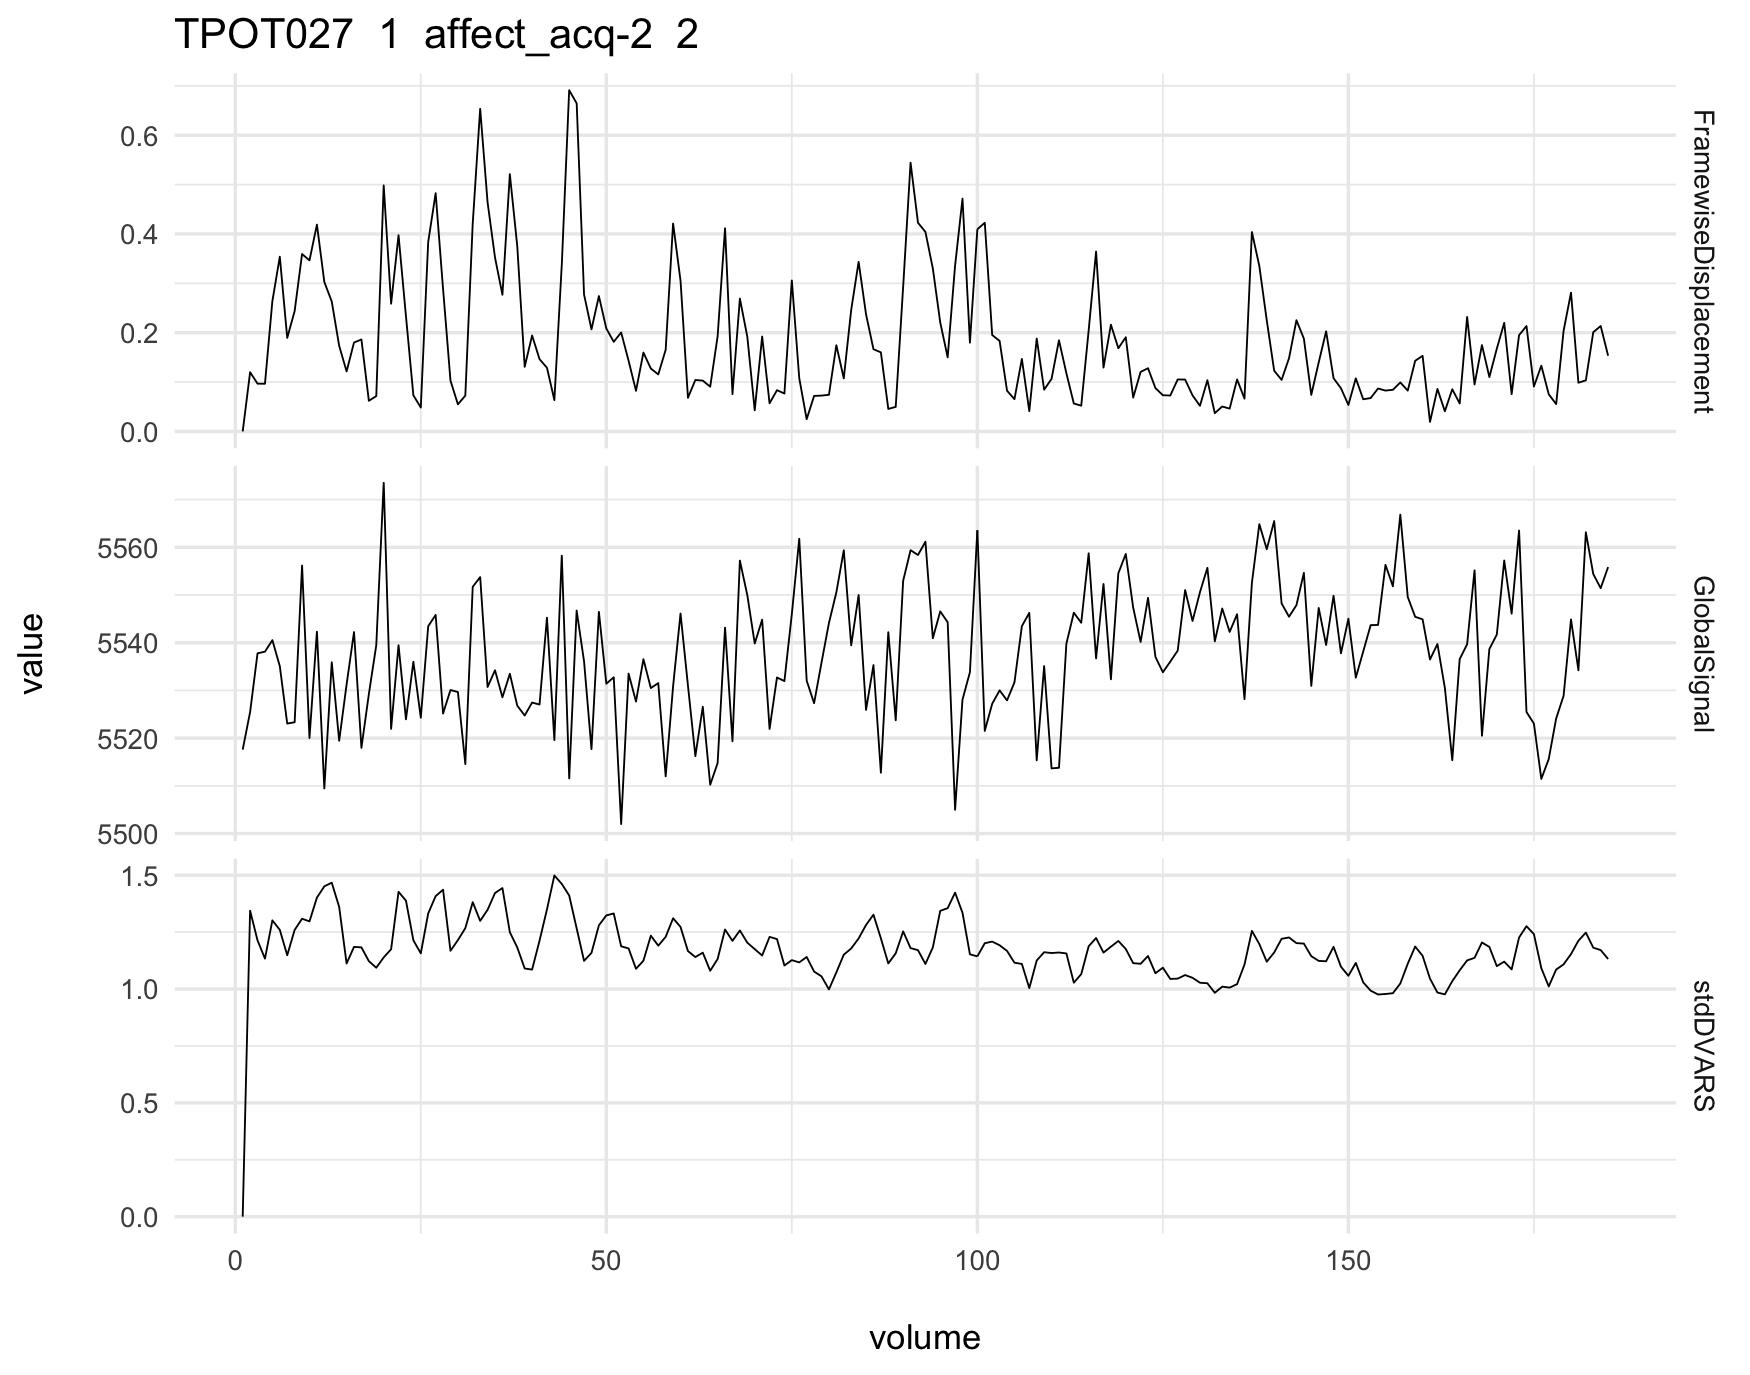 TPOT027 1 affect_acq-2 2
value
0.6
0.4
0.2
0.0
FramewiseDisplacement
5560
5540
5520
5500
GlobalSignal
1.5
1.0
0.5
0.0
stdDVARS
0 50 100 150
volume